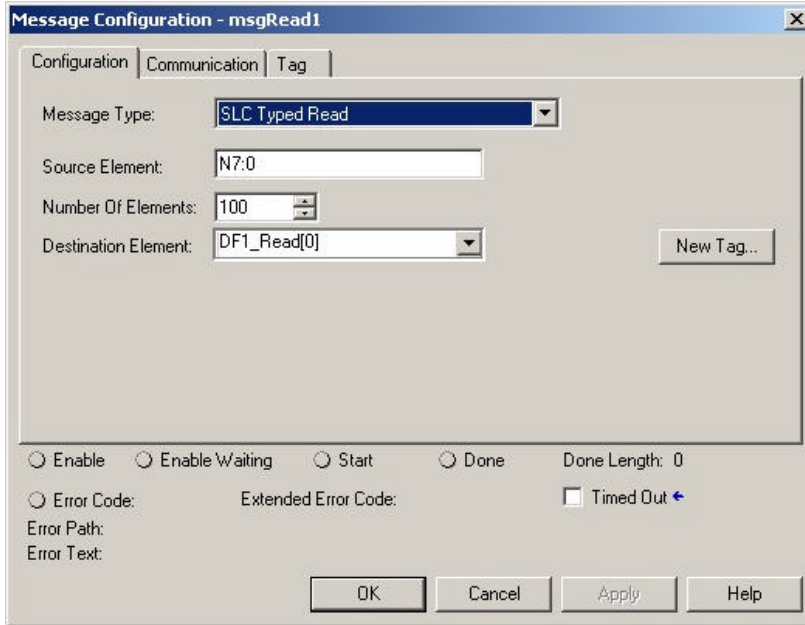 Message Configuration - msgRead1
Configuration Communication Tag
Message Type: SLC Typed Read
Source Element: N7:0
Number Of Elements: 100
Destination Element: DF1_Read[0] New Tag...
Enable Enable Waiting Start Done Done Length: 0
Error Code: Extended Error Code: Timed Out
Error Path:
Error Text:
OK Cancel Apply Help